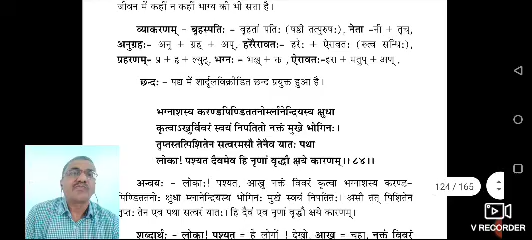 जीवन में कहीं न कहीं भाग्य की भी सत्ता है।
व्याकरणम् - बृहस्पतिः - बृहतां पतिः (षष्ठी तत्पुरुषः), नेता - नी + तृच्,
अनुग्रहः - अनु + ग्रह् + अप्, हरेरैरावतः- हरेः + ऐरावतः (रुत्व सन्धिः),
प्रहरणम्- प्र + हृ + ल्युट्, भग्नः- भञ्ज् + क्त, ऐरावतः-इरा + मतुप् + अण्,
छन्दः- पद्य में शार्दूलविक्रीडित छन्द प्रयुक्त हुआ है।
भग्नाशस्य करण्डपिण्डिततनोर्म्लानेन्द्रियस्य क्षुधा
कृत्वाऽऽखुर्विवरं स्वयं निपतितो नक्तं मुखे भोगिनः।
तृप्तस्तत्पिशितेन सत्वरमसौ तेनैव यातः पथा
लोकाः! पश्यत दैवमेव हि नृणां वृद्धौ क्षये कारणम्।।८४।।
अन्वयः - लोकाः! पश्यत, आखुः नक्तं विवरं कृत्वा भग्नाशस्य करण्ड-
पिण्डिततनोः क्षुधा म्लानेन्द्रियस्य भोगिनः मुखे स्वयं निपतितः। असौ तत् पिशितेन
तृप्तः तेन एव पथा सत्वरं यातः। हि दैवं एव नृणां वृद्धौ क्षये कारणम्।
शब्दार्थः - लोकाः! पश्यत = हे लोगों! देखो, आखुः = चूहा, नक्तं विवरं
124 / 165
V RECORDER